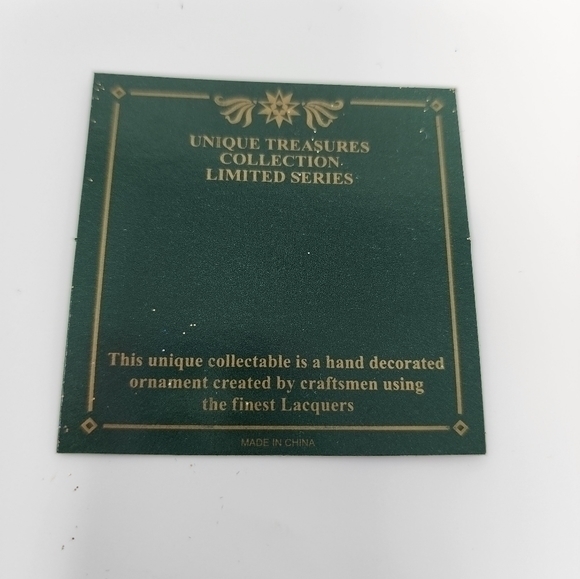 UNIQUE TREASURES
COLLECTION
LIMITED SERIES
This unique collectable is a hand decorated
ornament created by craftsmen using
the finest Lacquers
MADE IN CHINA